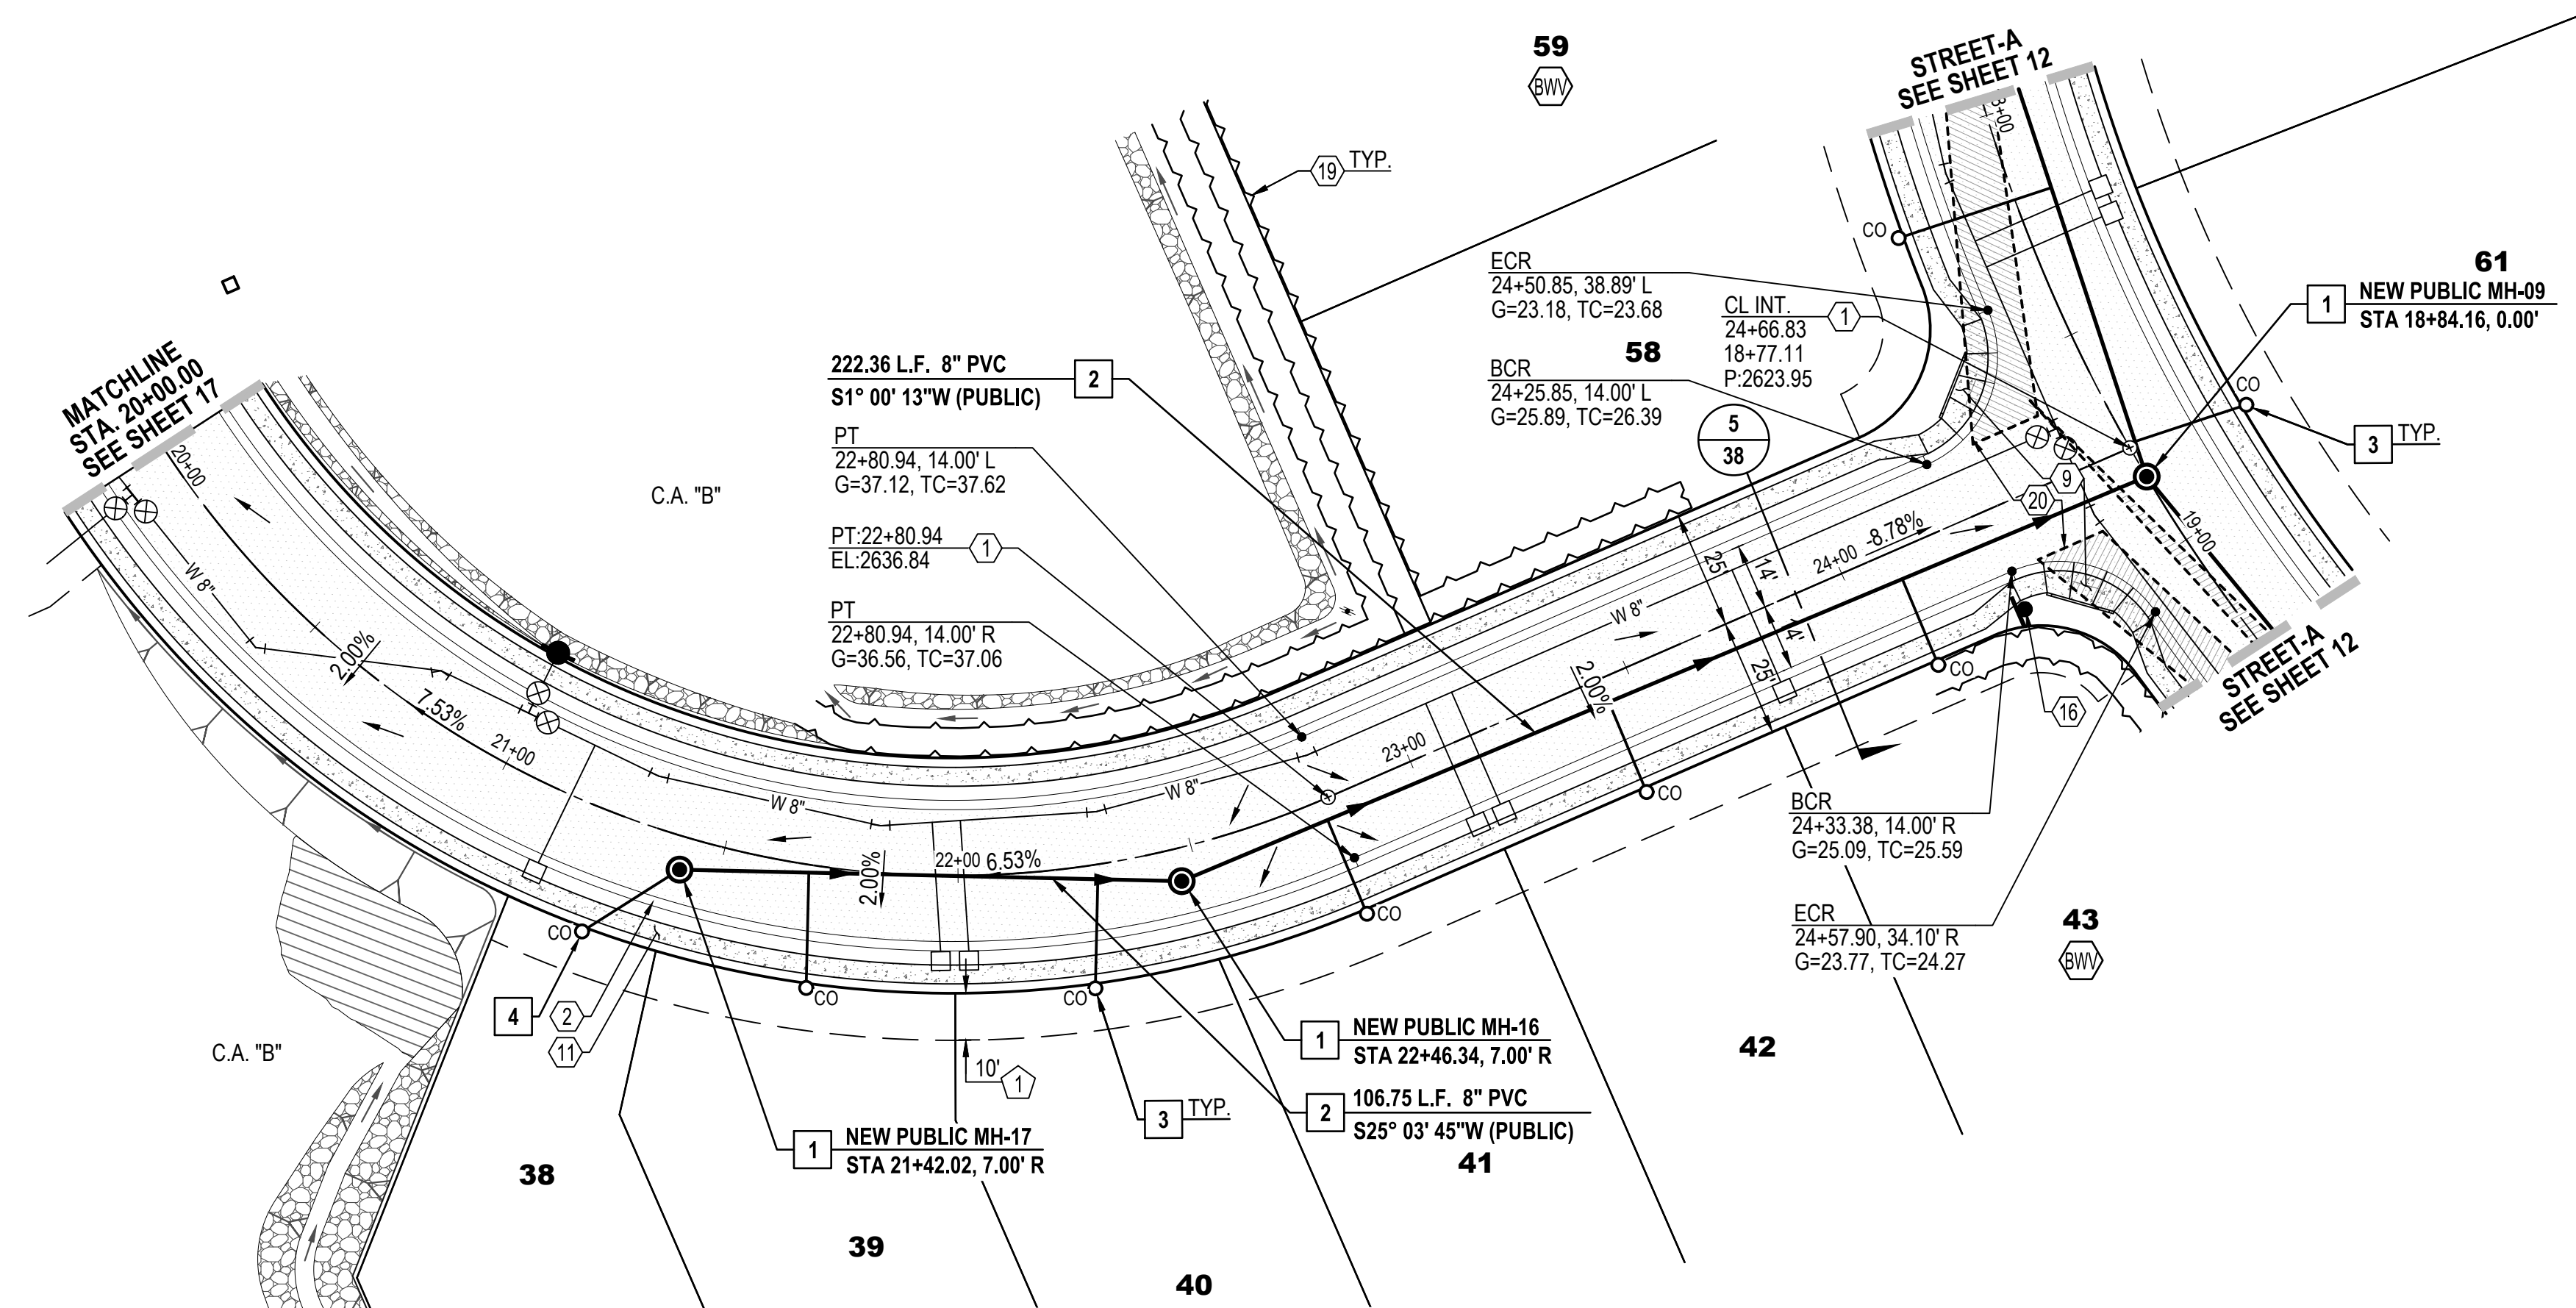 59
BWV
STREET-A
SEE SHEET 12
19 TYP.
CO
ECR
24+50.85, 38.89' L
G=23.18, TC=23.68
CL INT.
24+66.83
18+77.11
P:2623.95
1
58
BCR
24+25.85, 14.00' L
G=25.89, TC=26.39
61
1
NEW PUBLIC MH-09
STA 18+84.16, 0.00'
CO
3 TYP.
5
38
9
20
19+00
MATCHLINE
STA. 20+00.00
SEE SHEET 17
20+00
222.36 L.F. 8" PVC
S1° 00' 13"W (PUBLIC)
2
PT
22+80.94, 14.00' L
G=37.12, TC=37.62
C.A. "B"
PT:22+80.94
EL:2636.84
1
PT
22+80.94, 14.00' R
G=36.56, TC=37.06
W 8"
2.00%
7.53%
21+00
W 8"
W 8"
23+00
W 8"
2.00%
25'
14'
14'
25'
24+00 -8.78%
CO
16
STREET-A
SEE SHEET 12
2.00%
22+00 6.53%
CO
CO
CO
CO
CO
BCR
24+33.38, 14.00' R
G=25.09, TC=25.59
ECR
24+57.90, 34.10' R
G=23.77, TC=24.27
43
BWV
4
2
11
C.A. "B"
10'
1
1
NEW PUBLIC MH-16
STA 22+46.34, 7.00' R
42
2
106.75 L.F. 8" PVC
S25° 03' 45"W (PUBLIC)
3 TYP.
1
NEW PUBLIC MH-17
STA 21+42.02, 7.00' R
41
38
39
40